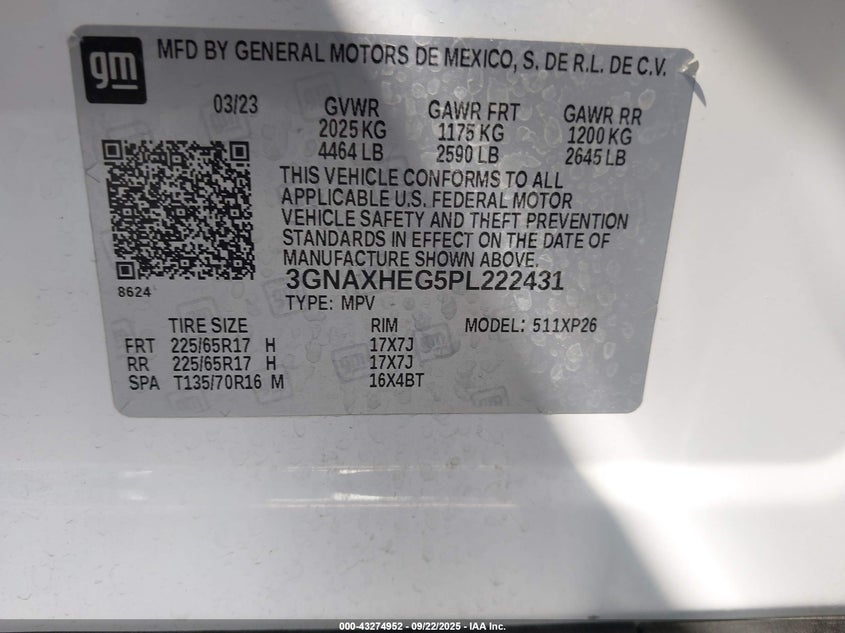 gm
MFD BY GENERAL MOTORS DE MEXICO, S. DE R.L. DE C.V.
03/23 GVWR GAWR FRT GAWR RR
2025 KG 1175 KG 1200 KG
4464 LB 2590 LB 2645 LB
THIS VEHICLE CONFORMS TO ALL
APPLICABLE U.S. FEDERAL MOTOR
VEHICLE SAFETY AND THEFT PREVENTION
STANDARDS IN EFFECT ON THE DATE OF
MANUFACTURE SHOWN ABOVE.
8624 3GNAXHEG5PL222431
TYPE: MPV
TIRE SIZE RIM MODEL: 511XP26
FRT 225/65R17 H 17X7J
RR 225/65R17 H 17X7J
SPA T135/70R16 M 16X4BT
000-43274952 - 09/22/2025 - IAA Inc.